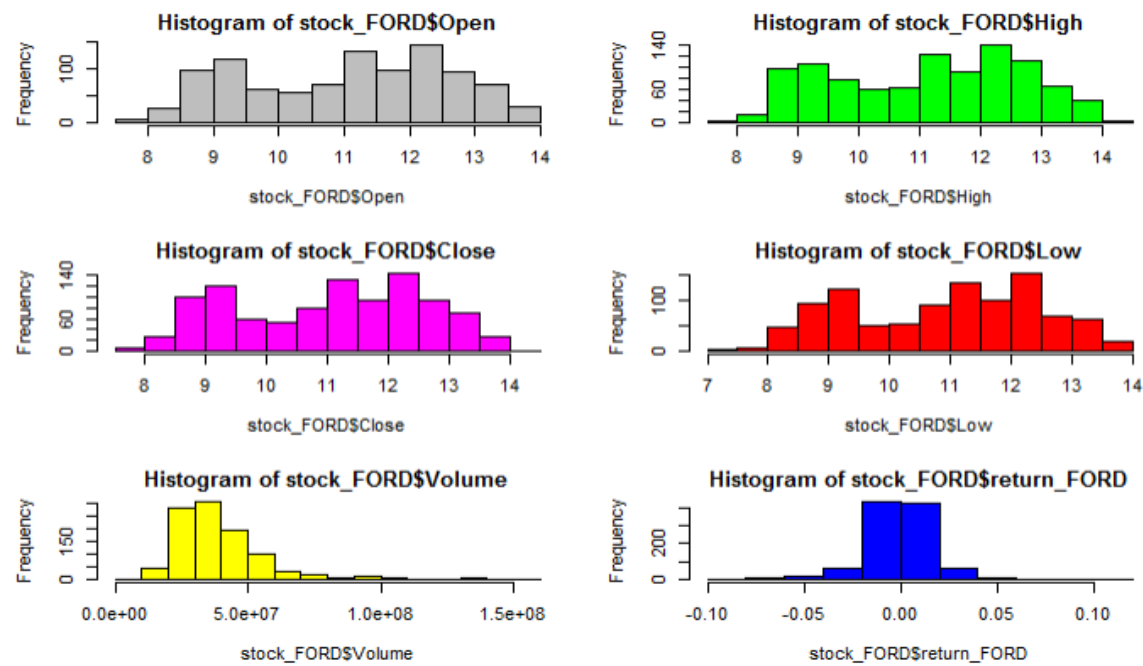 Histogram of stock_FORD$Open
Frequency
0 100
8 9 10 11 12 13 14
stock_FORD$Open
Histogram of stock_FORD$High
Frequency
0 60 140
8 9 10 11 12 13 14
stock_FORD$High
Histogram of stock_FORD$Close
Frequency
0 60 140
8 9 10 11 12 13 14
stock_FORD$Close
Histogram of stock_FORD$Low
Frequency
0 100
7 8 9 10 11 12 13 14
stock_FORD$Low
Histogram of stock_FORD$Volume
Frequency
0 150
0.0e+00 5.0e+07 1.0e+08 1.5e+08
stock_FORD$Volume
Histogram of stock_FORD$return_FORD
Frequency
0 200
-0.10 -0.05 0.00 0.05 0.10
stock_FORD$return_FORD